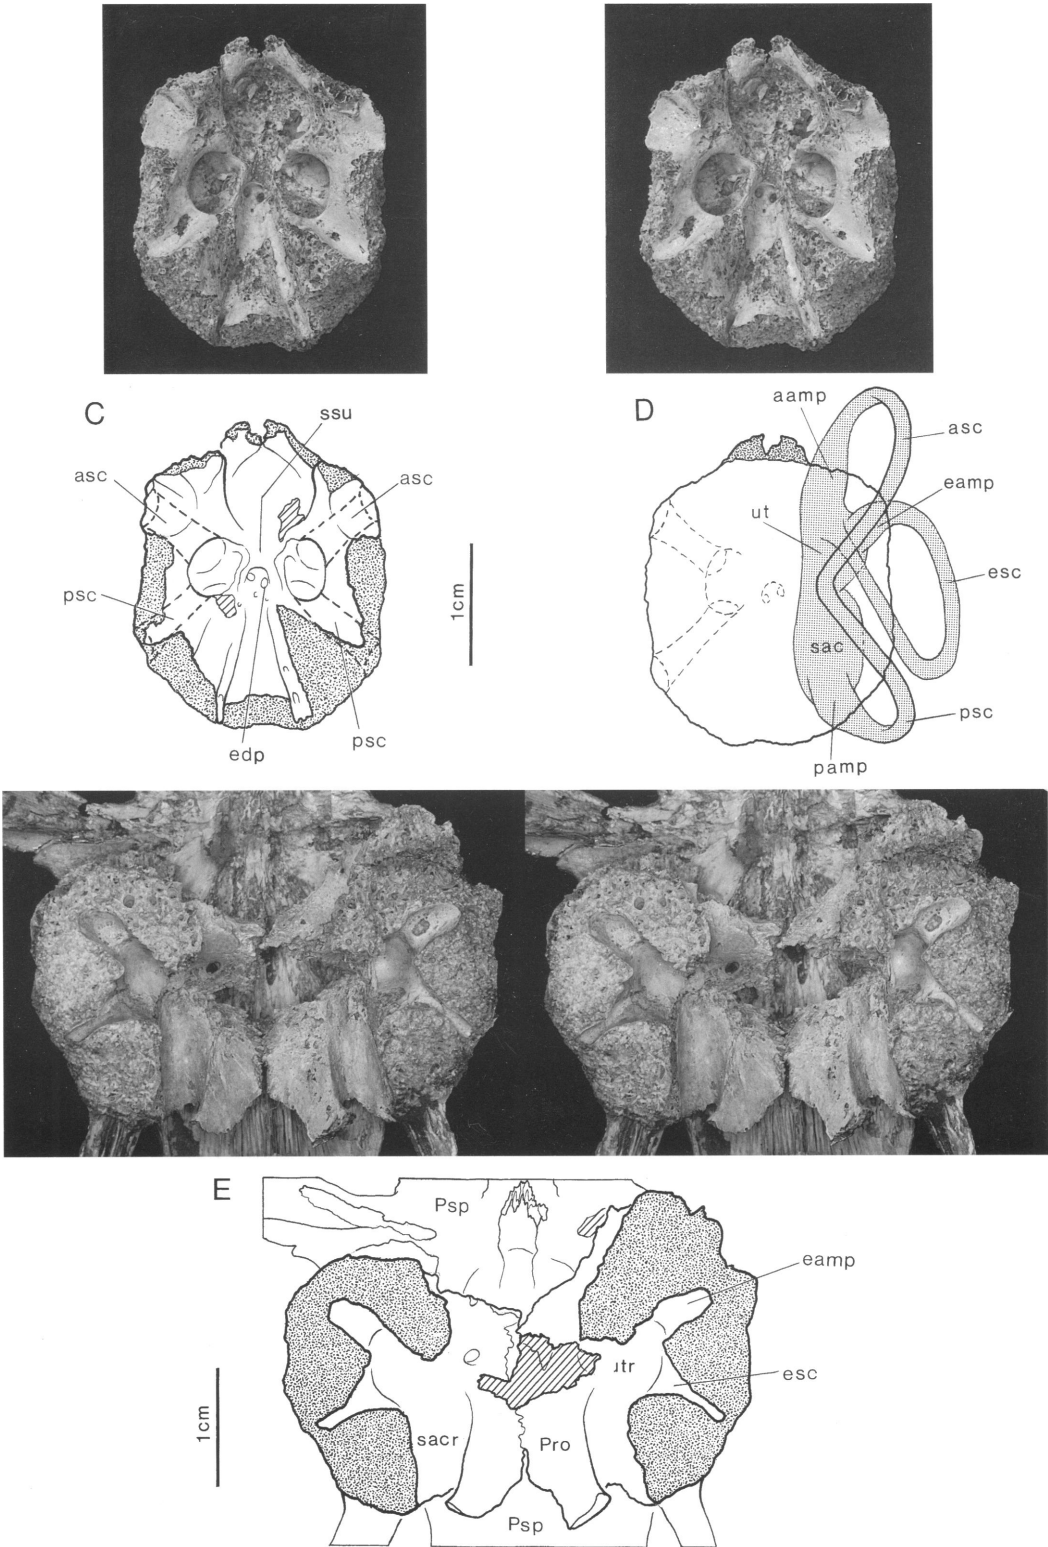 C
ssu
asc
asc
psc
1cm
psc
edp
D
aamp
asc
eamp
ut
esc
sac
psc
pamp
E
Psp
eamp
utr
esc
1cm
sacr
Pro
Psp